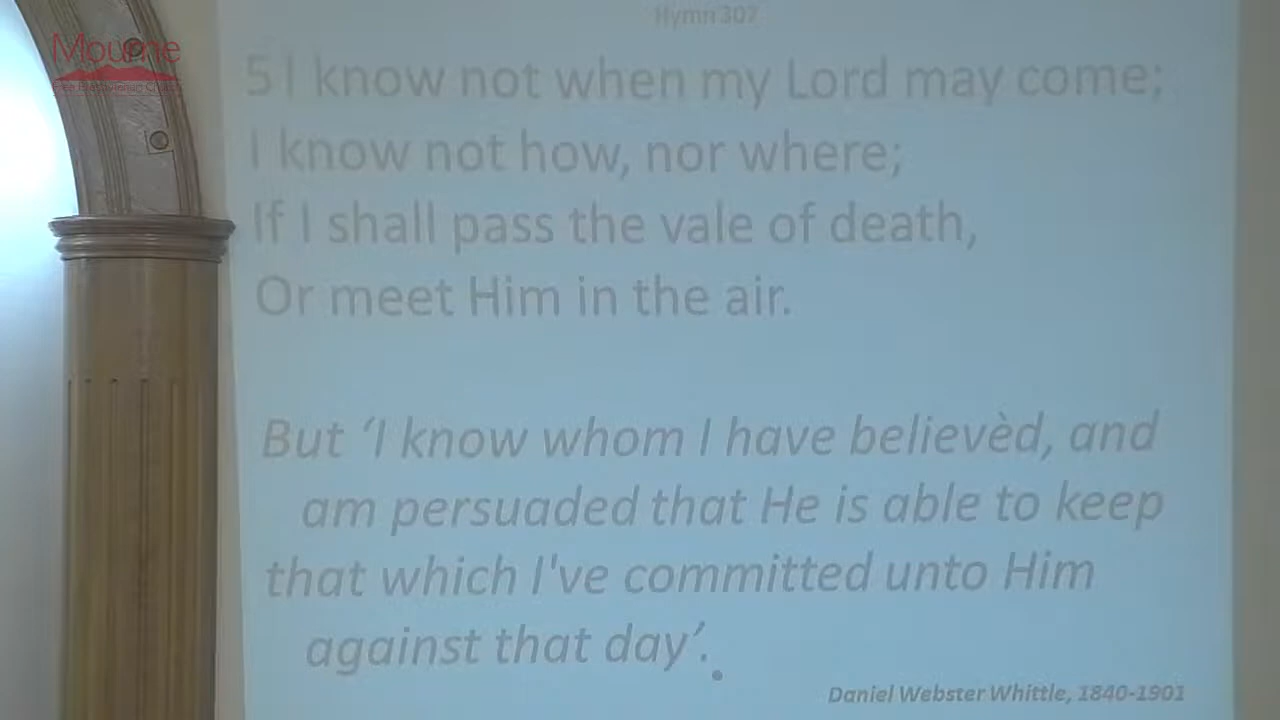 Hymn 307
Mourne
Free Presbyterian Church
5 I know not when my Lord may come;
I know not how, nor where;
If I shall pass the vale of death,
Or meet Him in the air.
But ‘I know whom I have believèd, and
am persuaded that He is able to keep
that which I've committed unto Him
against that day’.
Daniel Webster Whittle, 1840-1901